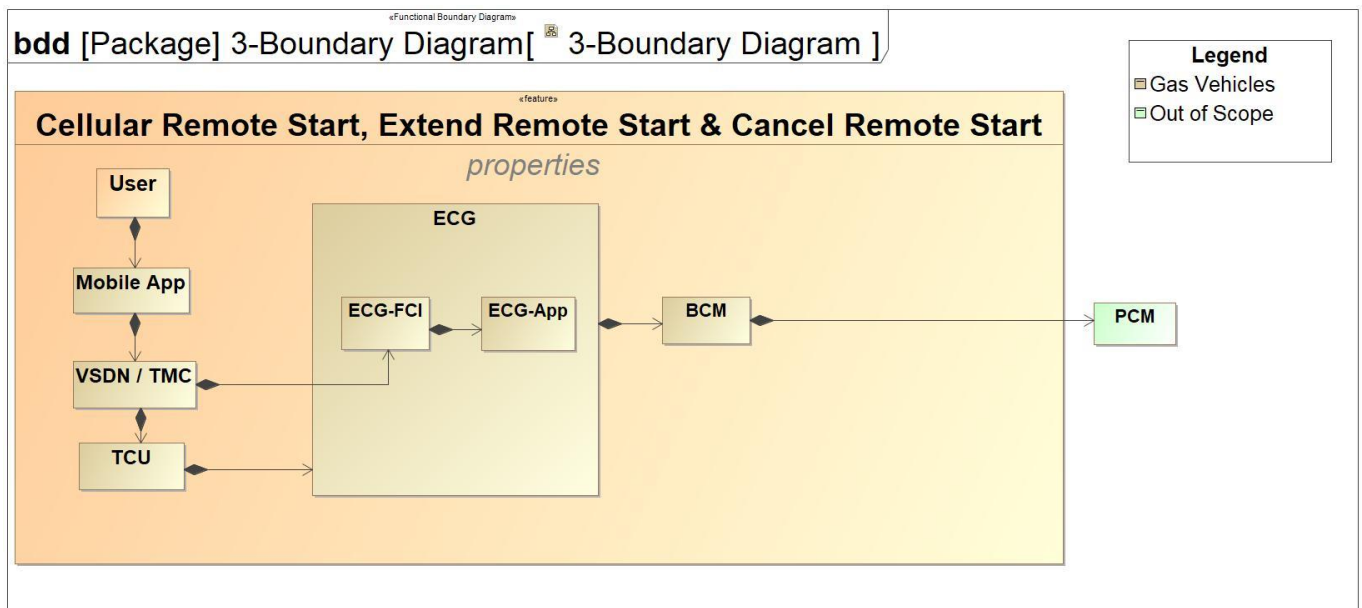 «Functional Boundary Diagram»
bdd [Package] 3-Boundary Diagram[ 3-Boundary Diagram ]
Legend
Gas Vehicles
Out of Scope
«feature»
Cellular Remote Start, Extend Remote Start & Cancel Remote Start
properties
User
ECG
Mobile App
ECG-FCI
ECG-App
BCM
PCM
VSDN / TMC
TCU